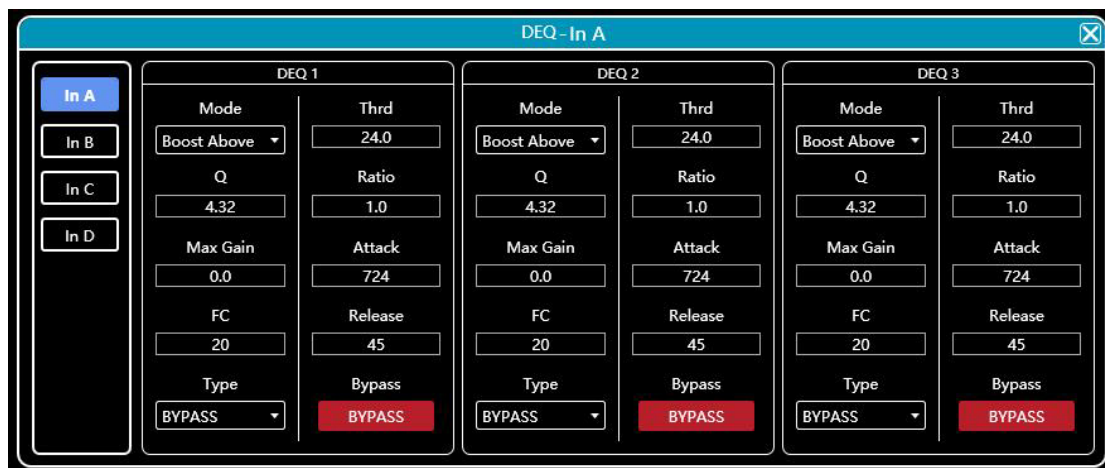 DEQ-In A
In A
In B
In C
In D
DEQ 1
Mode
Boost Above
Thrd
24.0
Q
4.32
Ratio
1.0
Max Gain
0.0
Attack
724
FC
20
Release
45
Type
BYPASS
Bypass
BYPASS
DEQ 2
Mode
Boost Above
Thrd
24.0
Q
4.32
Ratio
1.0
Max Gain
0.0
Attack
724
FC
20
Release
45
Type
BYPASS
Bypass
BYPASS
DEQ 3
Mode
Boost Above
Thrd
24.0
Q
4.32
Ratio
1.0
Max Gain
0.0
Attack
724
FC
20
Release
45
Type
BYPASS
Bypass
BYPASS